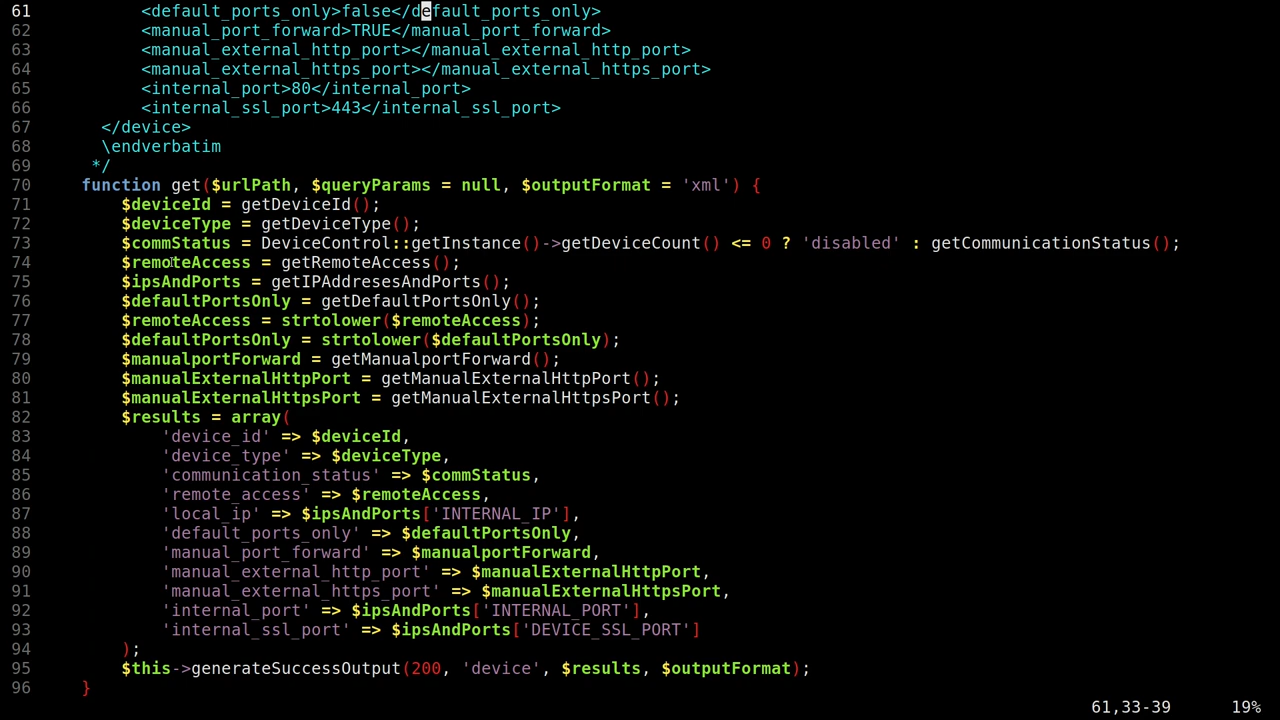 61 <default_ports_only>false</default_ports_only>
62 <manual_port_forward>TRUE</manual_port_forward>
63 <manual_external_http_port></manual_external_http_port>
64 <manual_external_https_port></manual_external_https_port>
65 <internal_port>80</internal_port>
66 <internal_ssl_port>443</internal_ssl_port>
67 </device>
68 \endverbatim
69 */
70 function get($urlPath, $queryParams = null, $outputFormat = 'xml') {
71 $deviceId = getDeviceId();
72 $deviceType = getDeviceType();
73 $commStatus = DeviceControl::getInstance()->getDeviceCount() <= 0 ? 'disabled' : getCommunicationStatus();
74 $remoteAccess = getRemoteAccess();
75 $ipsAndPorts = getIPAddresesAndPorts();
76 $defaultPortsOnly = getDefaultPortsOnly();
77 $remoteAccess = strtolower($remoteAccess);
78 $defaultPortsOnly = strtolower($defaultPortsOnly);
79 $manualportForward = getManualportForward();
80 $manualExternalHttpPort = getManualExternalHttpPort();
81 $manualExternalHttpsPort = getManualExternalHttpsPort();
82 $results = array(
83 'device_id' => $deviceId,
84 'device_type' => $deviceType,
85 'communication_status' => $commStatus,
86 'remote_access' => $remoteAccess,
87 'local_ip' => $ipsAndPorts['INTERNAL_IP'],
88 'default_ports_only' => $defaultPortsOnly,
89 'manual_port_forward' => $manualportForward,
90 'manual_external_http_port' => $manualExternalHttpPort,
91 'manual_external_https_port' => $manualExternalHttpsPort,
92 'internal_port' => $ipsAndPorts['INTERNAL_PORT'],
93 'internal_ssl_port' => $ipsAndPorts['DEVICE_SSL_PORT']
94 );
95 $this->generateSuccessOutput(200, 'device', $results, $outputFormat);
96 }
61,33-39 19%